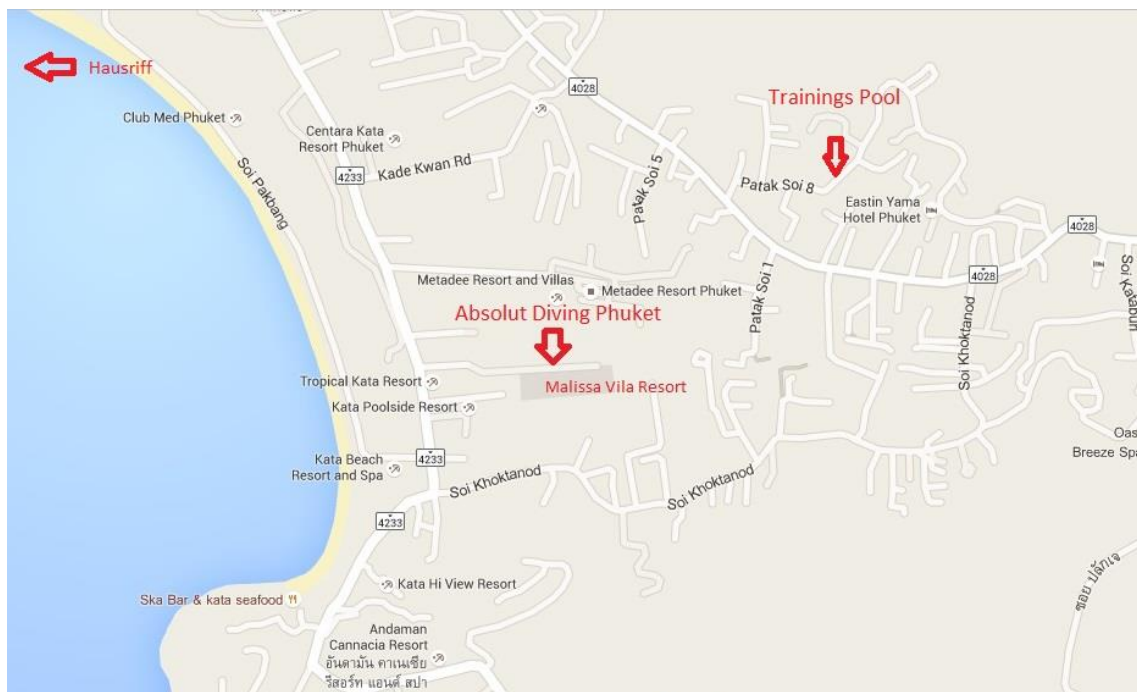 Hausriff
4028
Trainings Pool
Club Med Phuket
Centara Kata
Resort Phuket
4233
Kade Kwan Rd
Soi Pakbang
Patak Soi 5
Patak Soi 8
Eastin Yama
Hotel Phuket
4028
4028
Soi Katabun
Metadee Resort and Villas
Metadee Resort Phuket
Patak Soi 1
Absolut Diving Phuket
Soi Khoktanod
Tropical Kata Resort
Malissa Vila Resort
Kata Poolside Resort
Oas
Breeze Spa
Kata Beach
Resort and Spa
4233
Soi Khoktanod
Soi Khoktanod
4233
Kata Hi View Resort
Ska Bar & kata seafood
ซอย ปลักเจ
Andaman
Cannacia Resort
อันดามัน คาเนเซีย
รีสอร์ท แอนด์ สปา